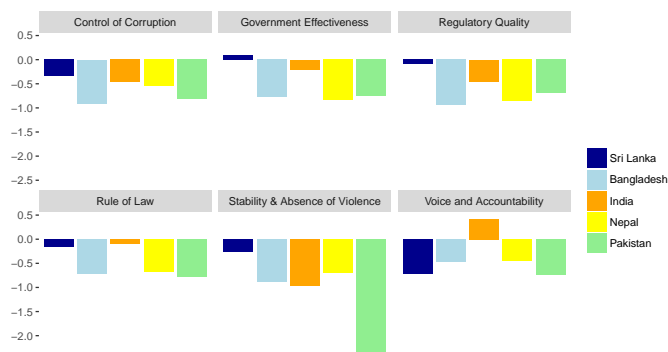 Control of Corruption Government Effectiveness Regulatory Quality
0.5
0.0
−0.5
−1.0
−1.5
−2.0
−2.5
Rule of Law Stability & Absence of Violence Voice and Accountability
0.5
0.0
−0.5
−1.0
−1.5
−2.0
Sri Lanka
Bangladesh
India
Nepal
Pakistan